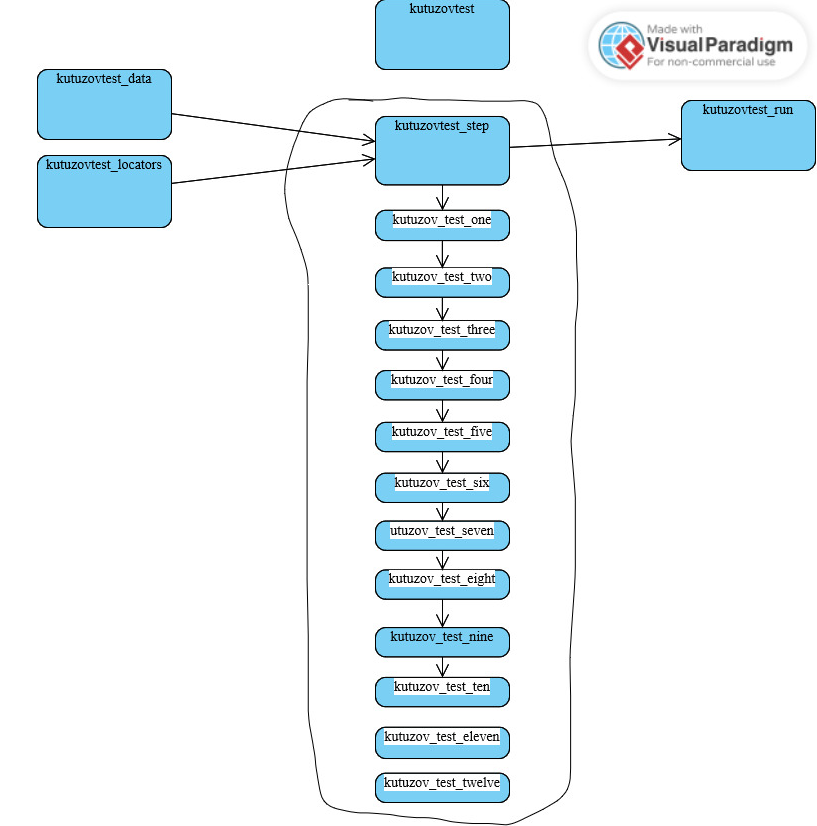 kutuzovtest
Made with
Visual Paradigm
For non-commercial use
kutuzovtest_data
kutuzovtest_locators
kutuzovtest_step
kutuzovtest_run
kutuzov_test_one
kutuzov_test_two
kutuzov_test_three
kutuzov_test_four
kutuzov_test_five
kutuzov_test_six
utuzov_test_seven
kutuzov_test_eight
kutuzov_test_nine
kutuzov_test_ten
kutuzov_test_eleven
kutuzov_test_twelve